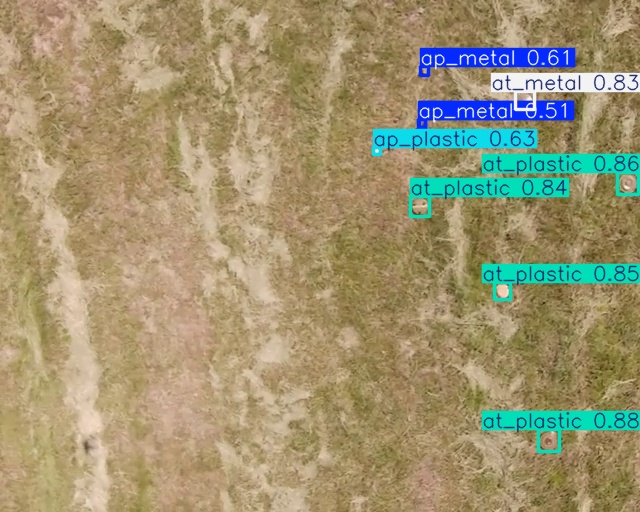 ap_metal 0.61
at_metal 0.83
ap_metal 0.51
ap_plastic 0.63
at_plastic 0.86
at_plastic 0.84
at_plastic 0.85
at_plastic 0.88